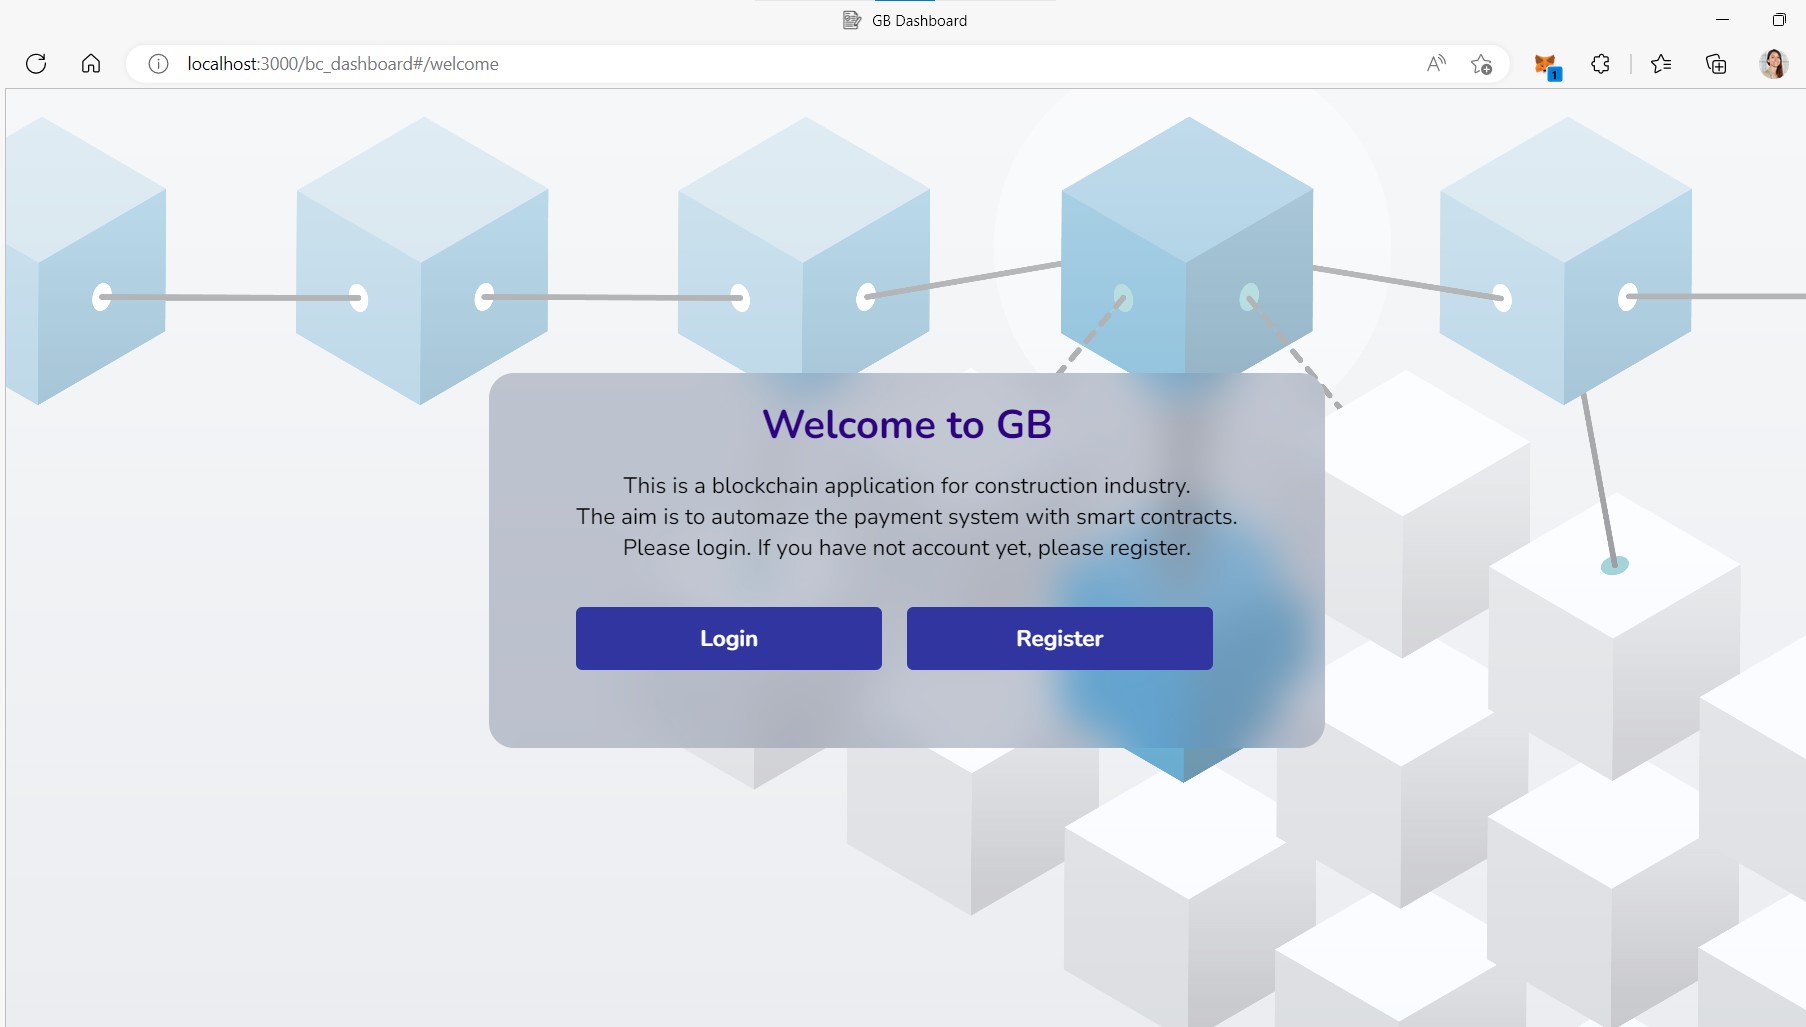 GB Dashboard
localhost:3000/bc_dashboard#/welcome
1
Welcome to GB
This is a blockchain application for construction industry.
The aim is to automaze the payment system with smart contracts.
Please login. If you have not account yet, please register.
Login
Register